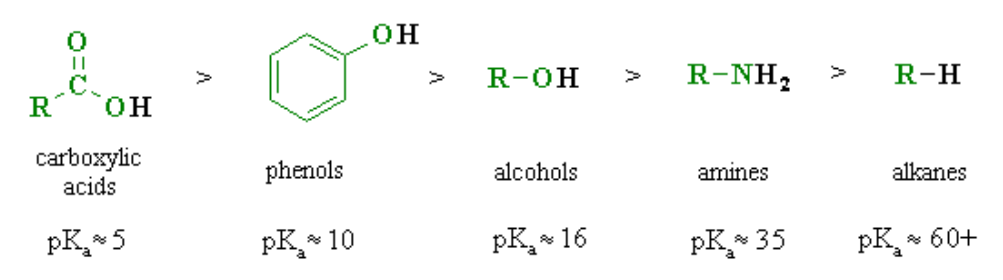 O
C
R
OH
>
OH
>
R-OH
>
R-NH₂
>
R-H
carboxylic
acids
phenols
alcohols
amines
alkanes
pKₐ≈ 5
pKₐ≈ 10
pKₐ≈ 16
pKₐ≈ 35
pKₐ≈ 60+